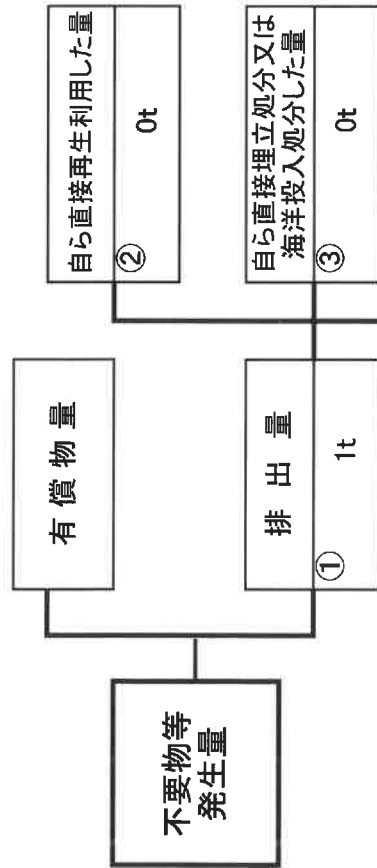 不要物等
発生量
有償物量
排出量
①
1t
自ら直接再生利用した量
②
0t
自ら直接埋立処分又は
海洋投入処分した量
③
0t